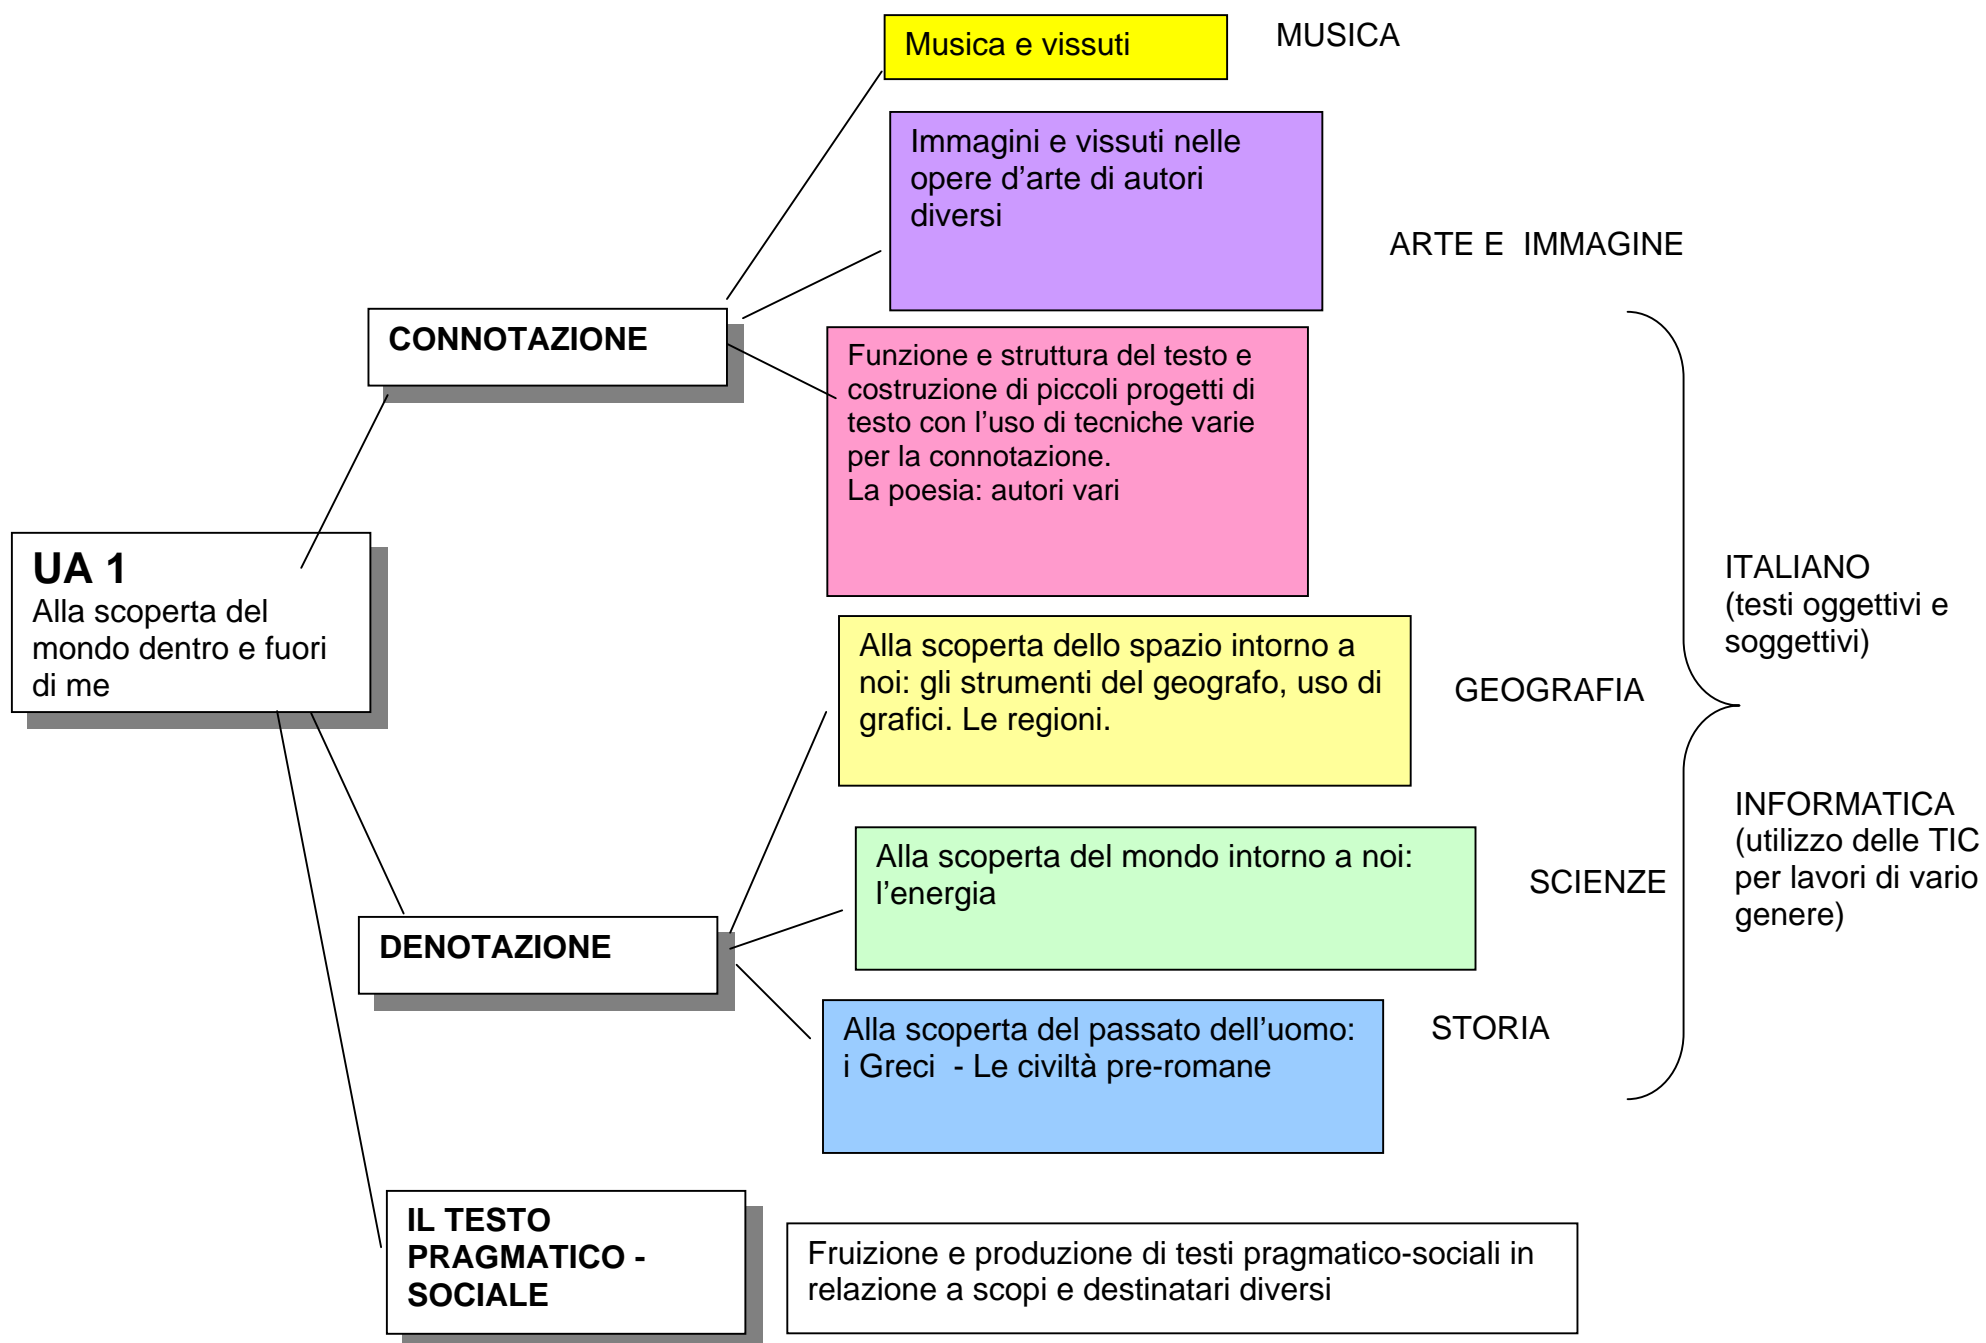 Musica e vissuti
MUSICA
Immagini e vissuti nelle
opere d’arte di autori
diversi
ARTE E  IMMAGINE
CONNOTAZIONE
Funzione e struttura del testo e
costruzione di piccoli progetti di
testo con l’uso di tecniche varie
per la connotazione.
La poesia: autori vari
UA 1
Alla scoperta del
mondo dentro e fuori
di me
ITALIANO
(testi oggettivi e
soggettivi)
Alla scoperta dello spazio intorno a
noi: gli strumenti del geografo, uso di
grafici. Le regioni.
GEOGRAFIA
INFORMATICA
(utilizzo delle TIC
per lavori di vario
genere)
Alla scoperta del mondo intorno a noi:
l’energia
SCIENZE
DENOTAZIONE
Alla scoperta del passato dell’uomo:
i Greci  - Le civiltà pre-romane
STORIA
IL TESTO
PRAGMATICO -
SOCIALE
Fruizione e produzione di testi pragmatico-sociali in
relazione a scopi e destinatari diversi